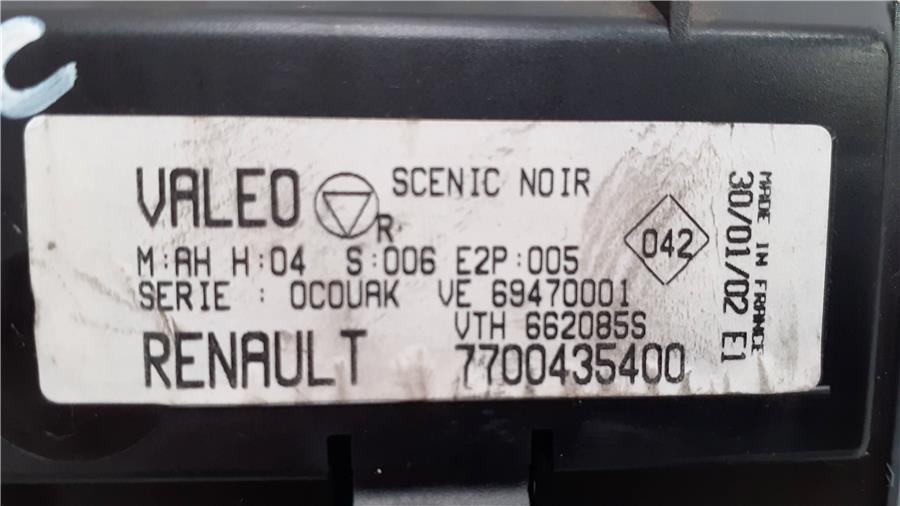 C
VALEO R SCENIC NOIR
M:AH H:04 S:006 E2P:005
042
SERIE : 0C0UAK VE 69470001
VTH 662085S
RENAULT 7700435400
MADE IN FRANCE
30/01/02 E1